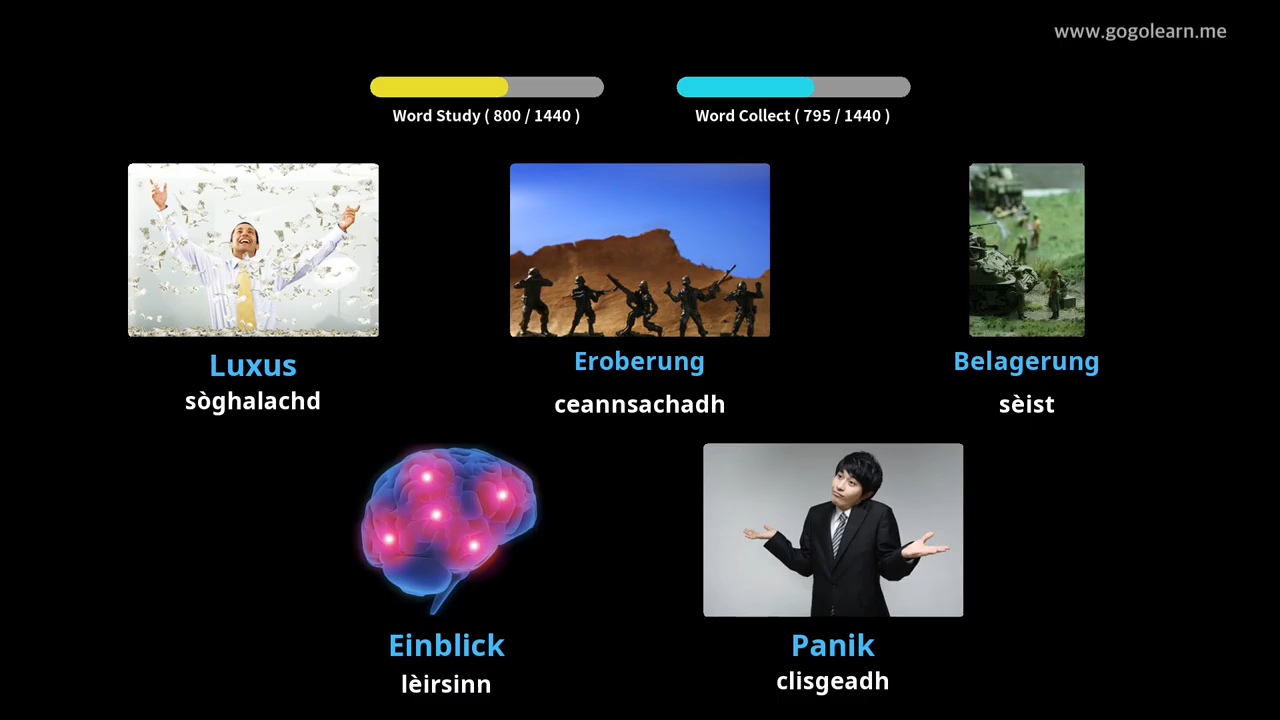 www.gogolearn.me
Word Study ( 800 / 1440 )
Word Collect ( 795 / 1440 )
Luxus
sòghalachd
Eroberung
ceannsachadh
Belagerung
sèist
Einblick
lèirsinn
Panik
clisgeadh